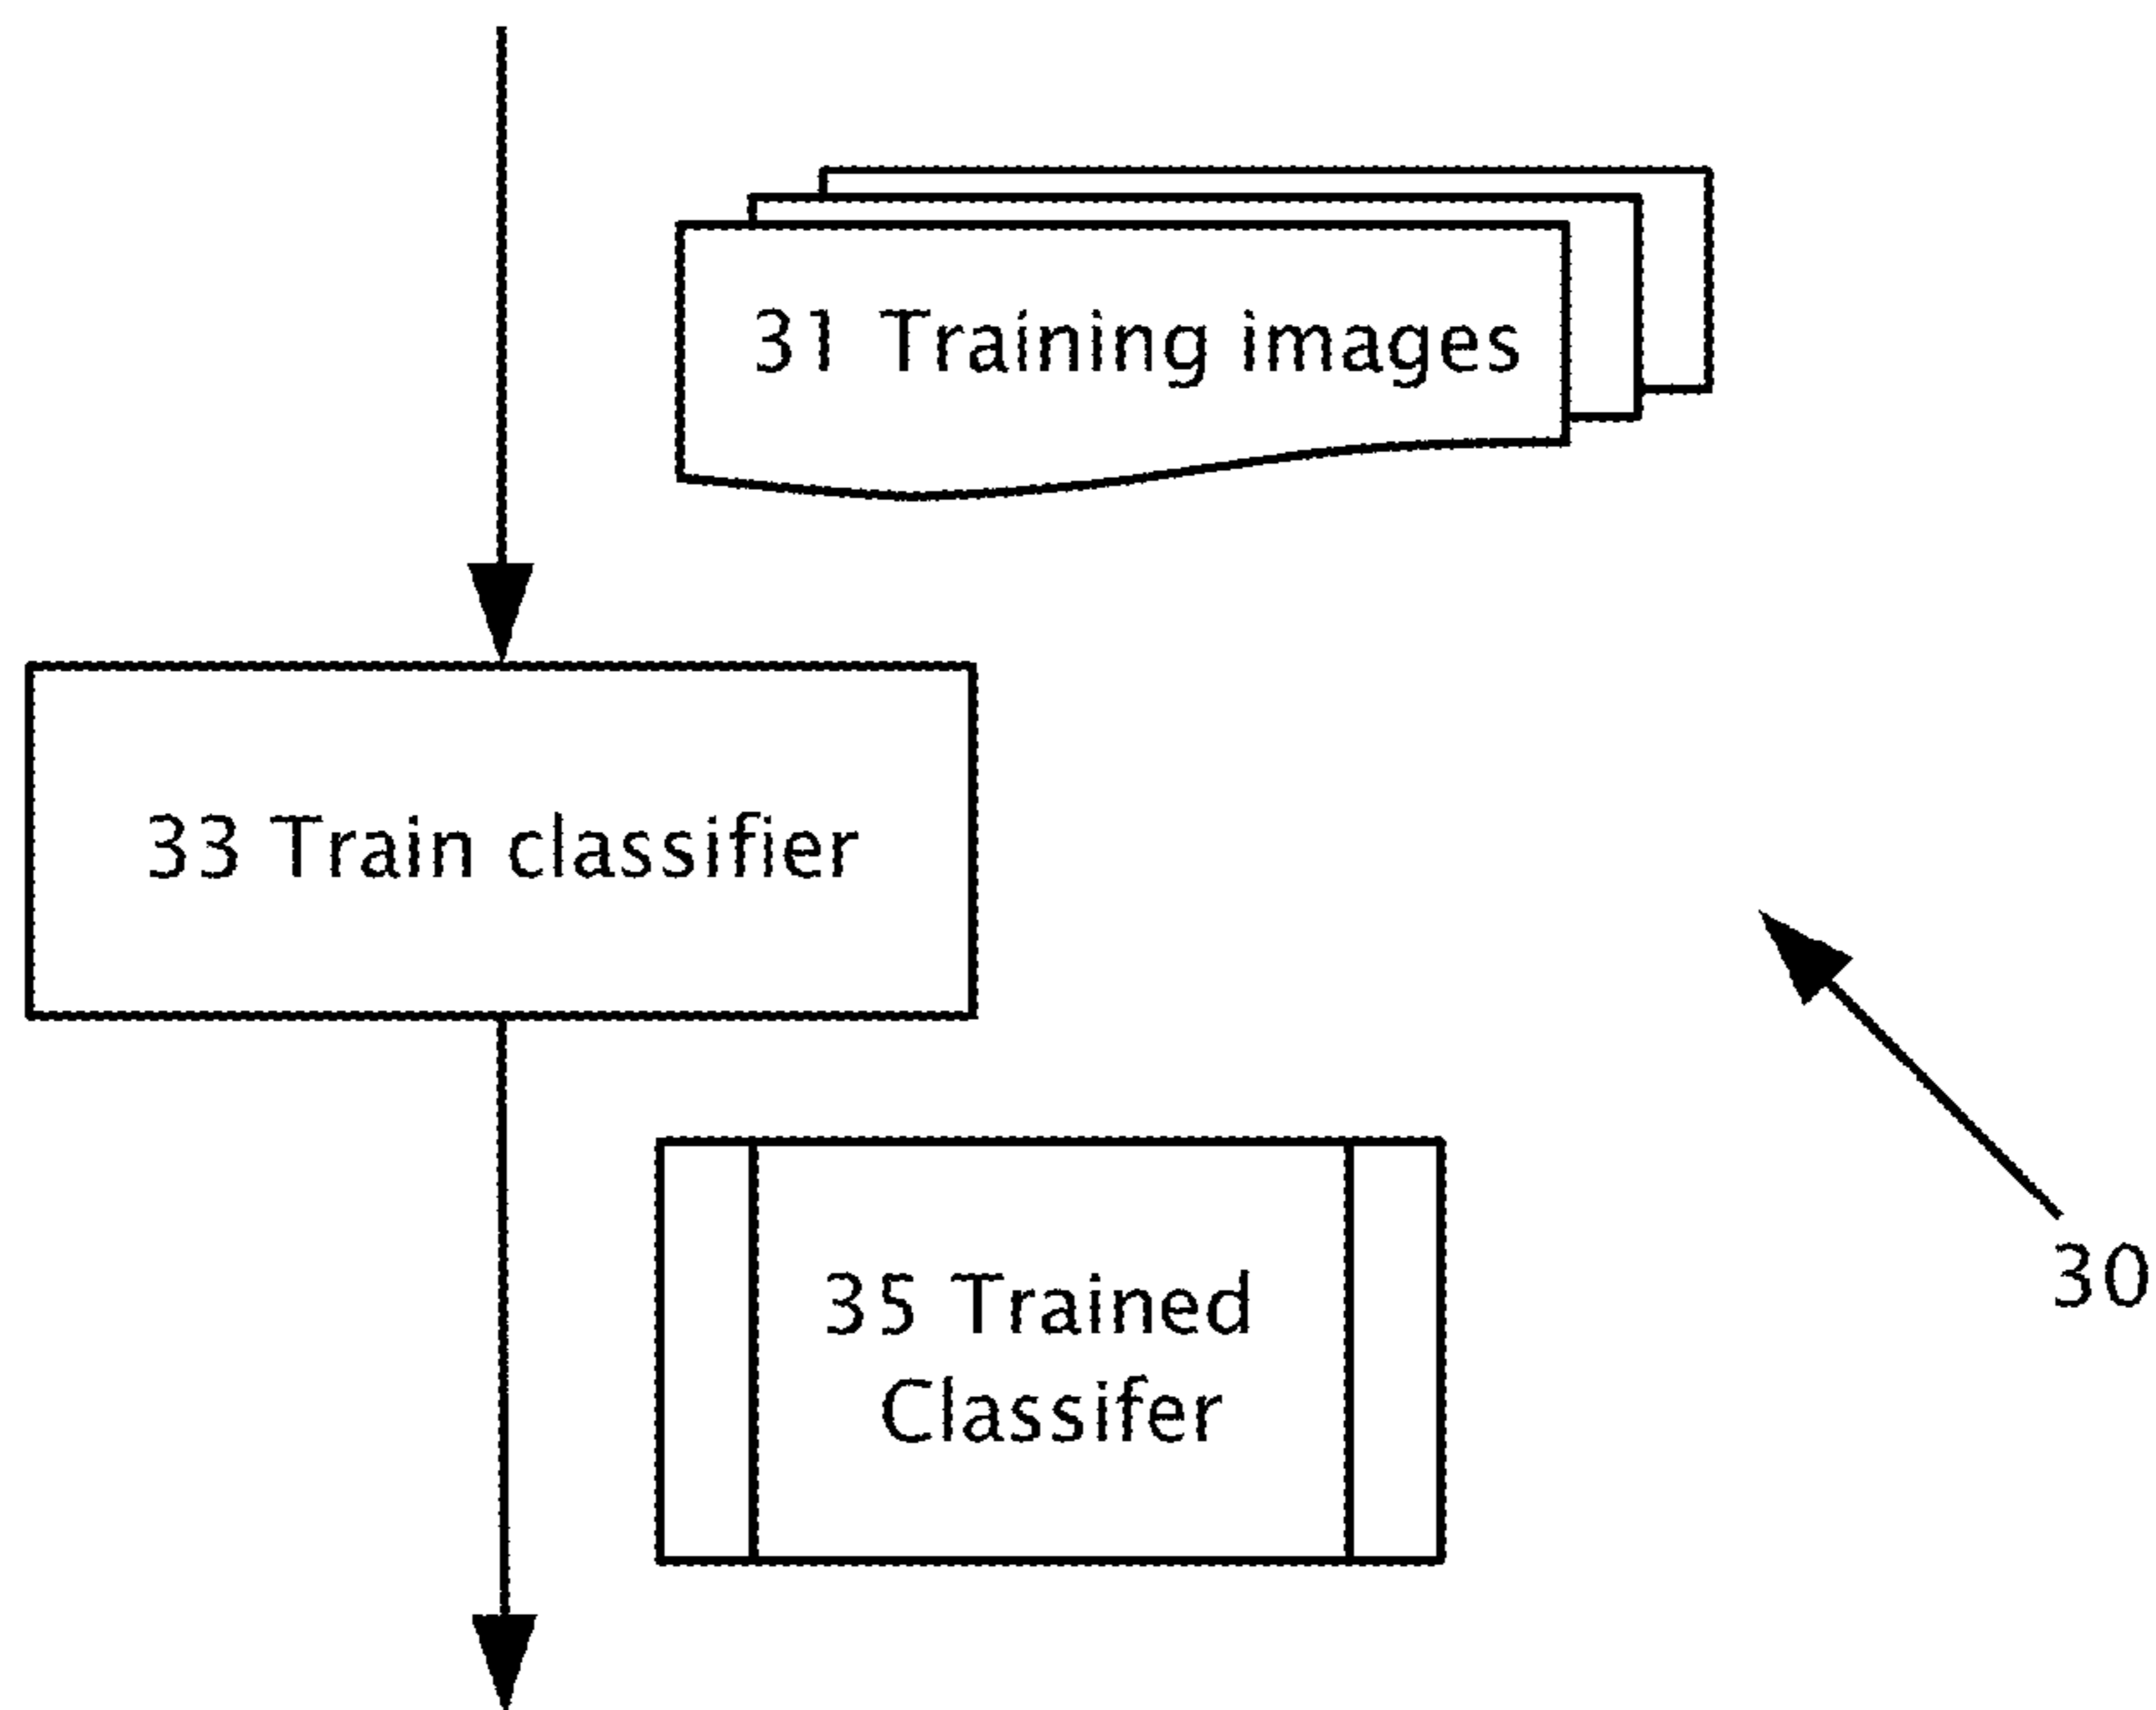 31 Training images
33 Train classifier
35 Trained
Classifer
30